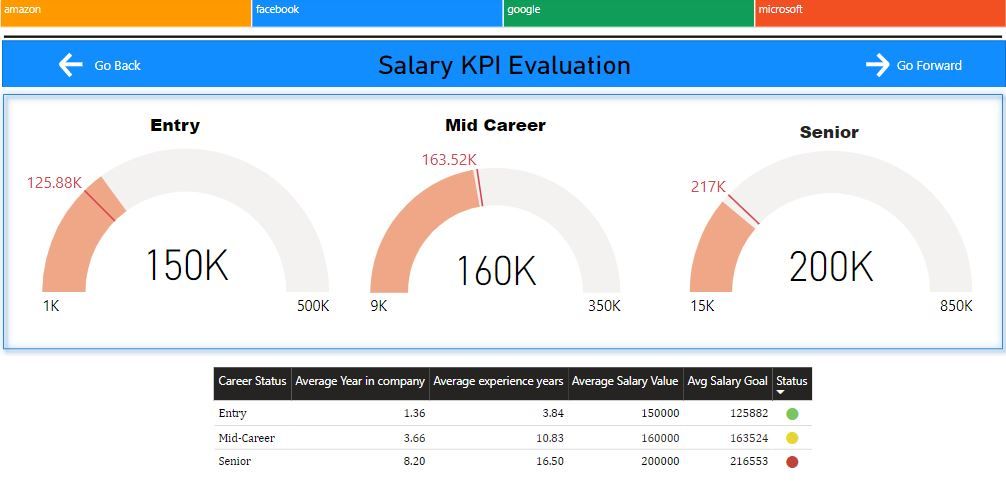 amazon facebook google microsoft
Go Back Salary KPI Evaluation Go Forward
Entry Mid Career Senior
125.88K 163.52K 217K
150K 160K 200K
1K 500K 9K 350K 15K 850K
Career Status Average Year in company Average experience years Average Salary Value Avg Salary Goal Status
Entry 1.36 3.84 150000 125882
Mid-Career 3.66 10.83 160000 163524
Senior 8.20 16.50 200000 216553